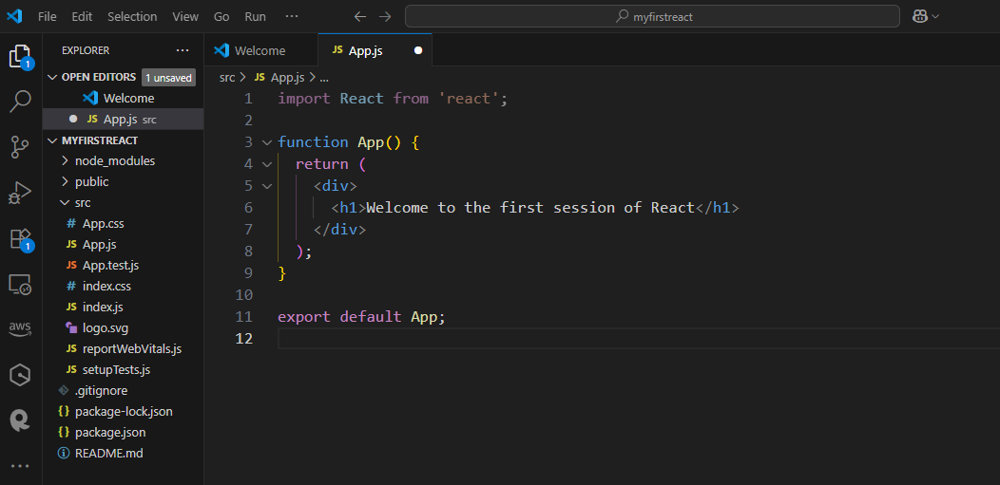 File Edit Selection View Go Run ... myfirstreact
EXPLORER ...
Welcome JS App.js
OPEN EDITORS 1 unsaved
src > JS App.js > ...
Welcome
JS App.js src
MYFIRSTREACT
node_modules
public
src
# App.css
JS App.js
JS App.test.js
# index.css
JS index.js
logo.svg
JS reportWebVitals.js
JS setupTests.js
.gitignore
{} package-lock.json
{} package.json
README.md
1
1
aws
...
1 import React from 'react';
2
3 function App() {
4 return (
5 <div>
6 <h1>Welcome to the first session of React</h1>
7 </div>
8 );
9 }
10
11 export default App;
12